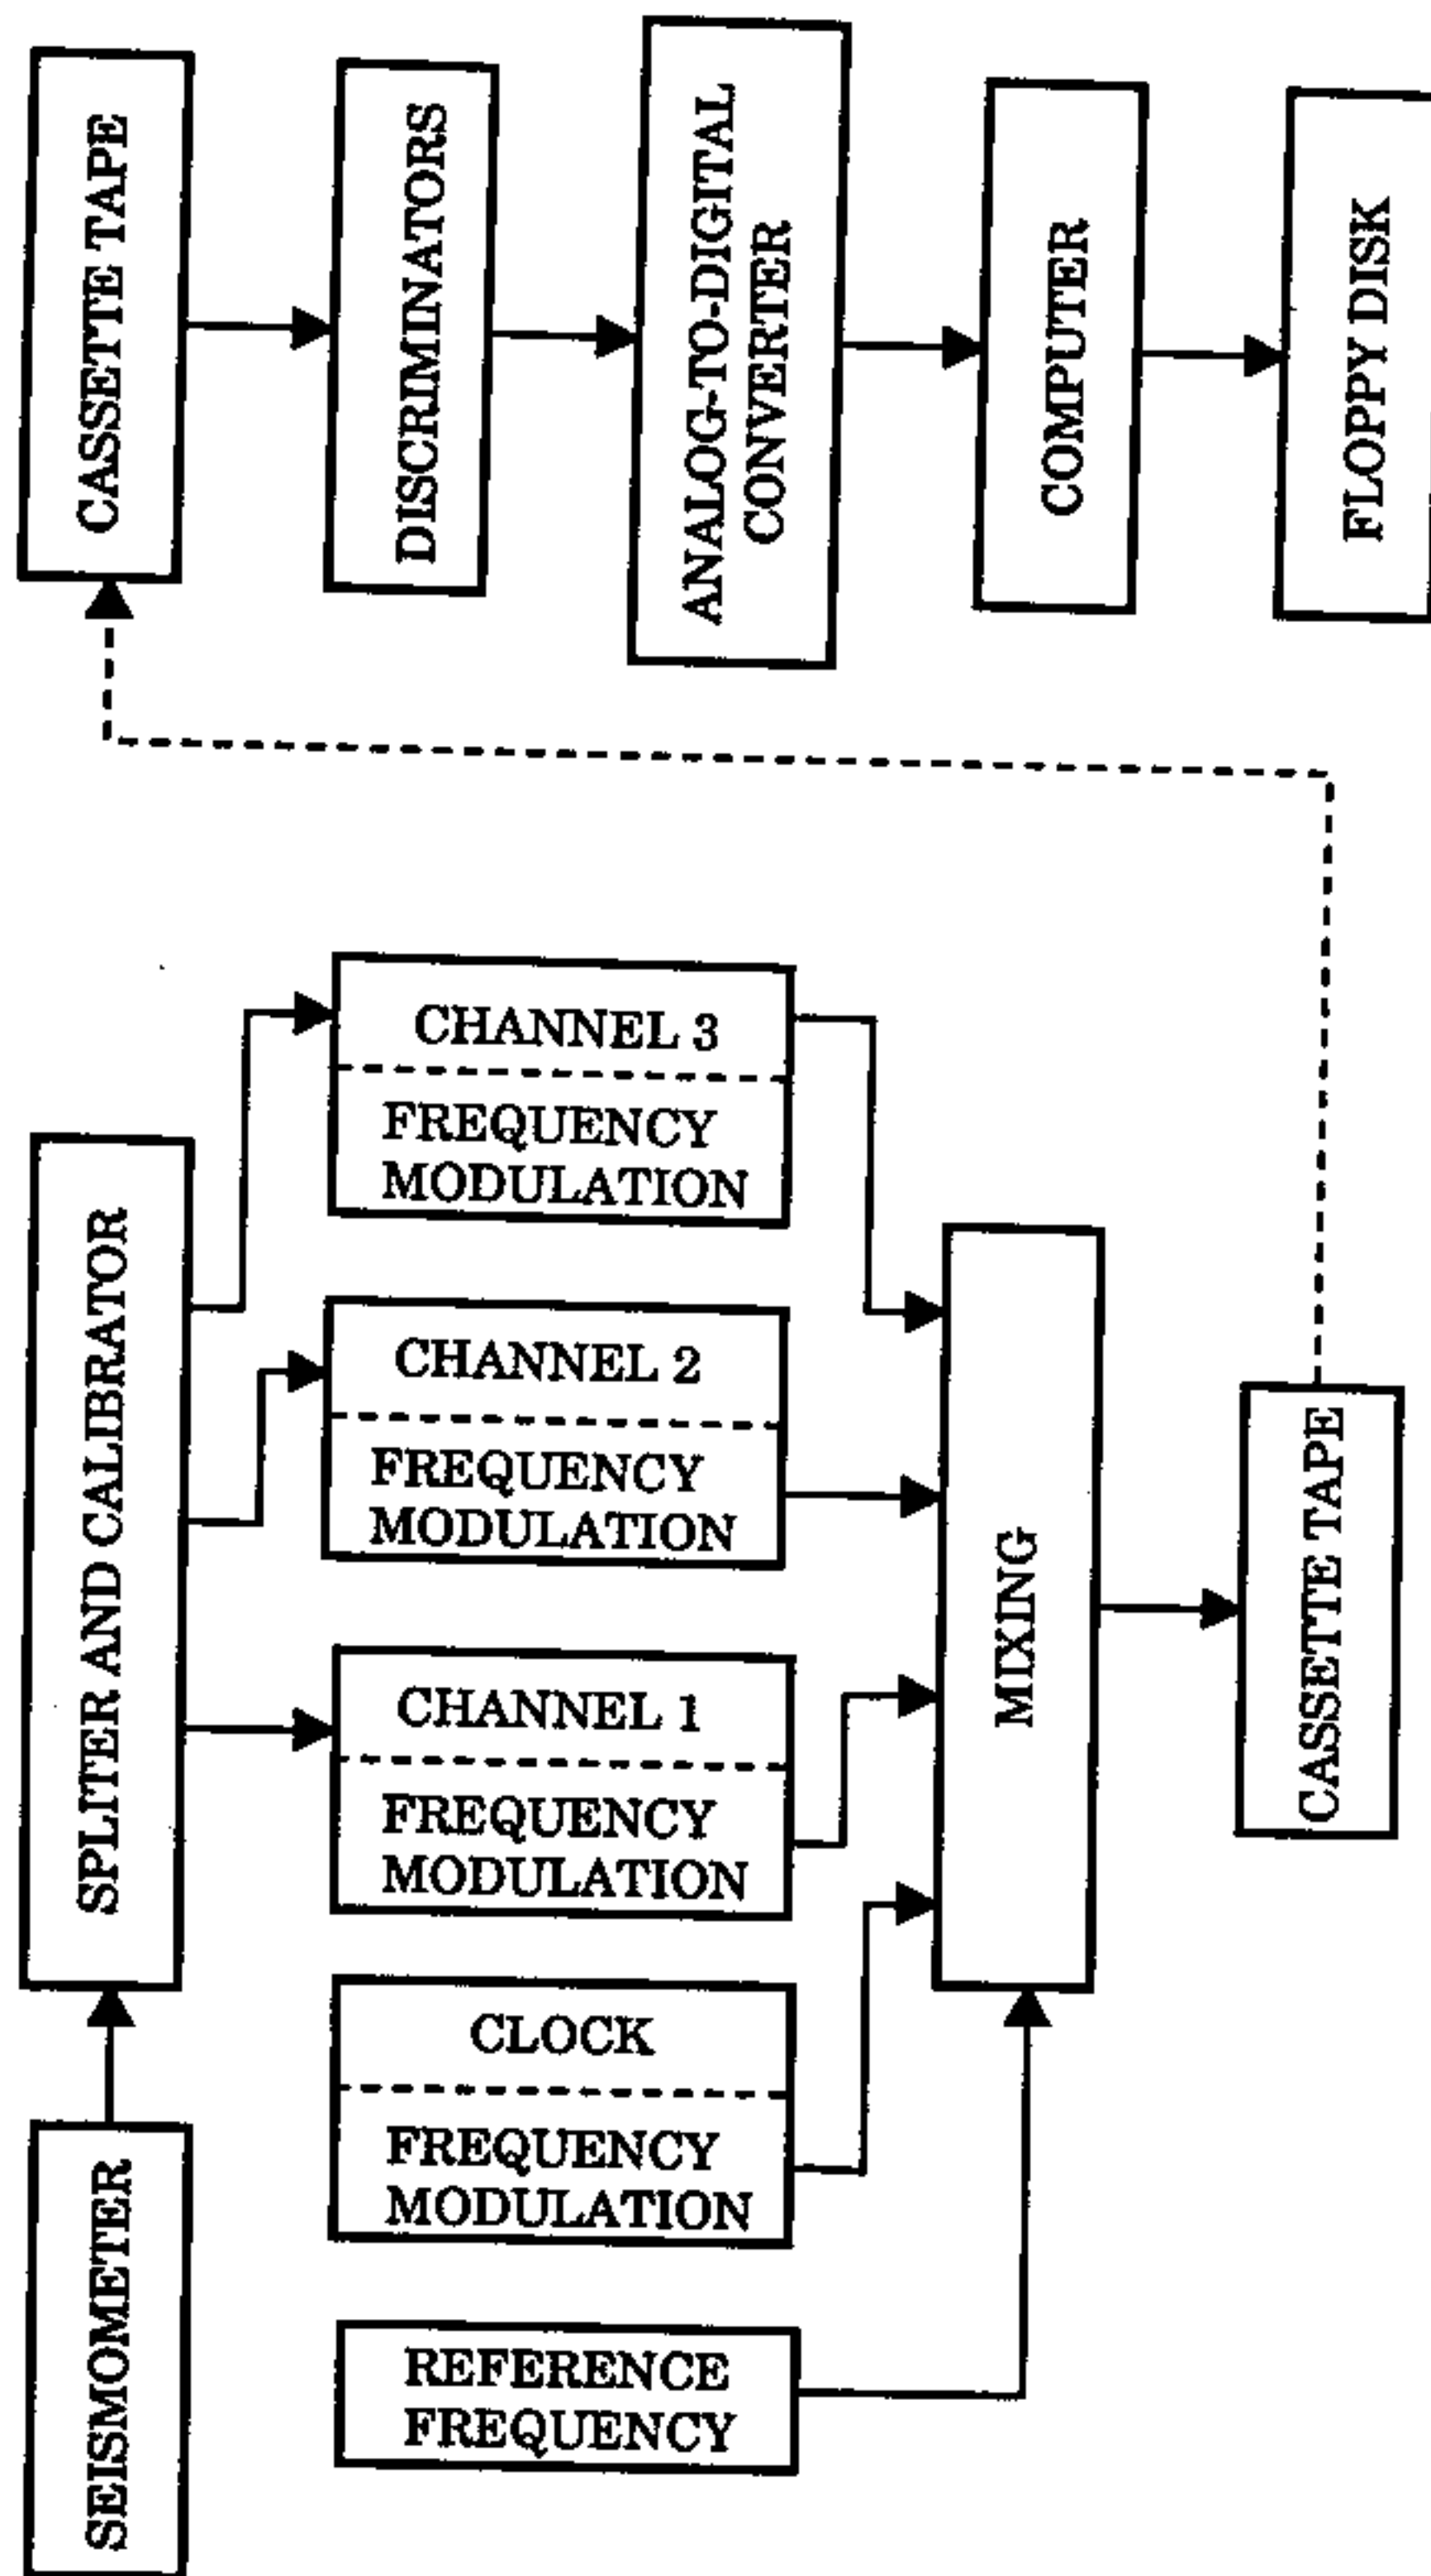 SEISMOMETER
SPLITER AND CALIBRATOR
CHANNEL 3
FREQUENCY
MODULATION
CHANNEL 2
FREQUENCY
MODULATION
CHANNEL 1
FREQUENCY
MODULATION
CLOCK
FREQUENCY
MODULATION
REFERENCE
FREQUENCY
MIXING
CASSETTE TAPE
CASSETTE TAPE
DISCRIMINATORS
ANALOG-TO-DIGITAL
CONVERTER
COMPUTER
FLOPPY DISK